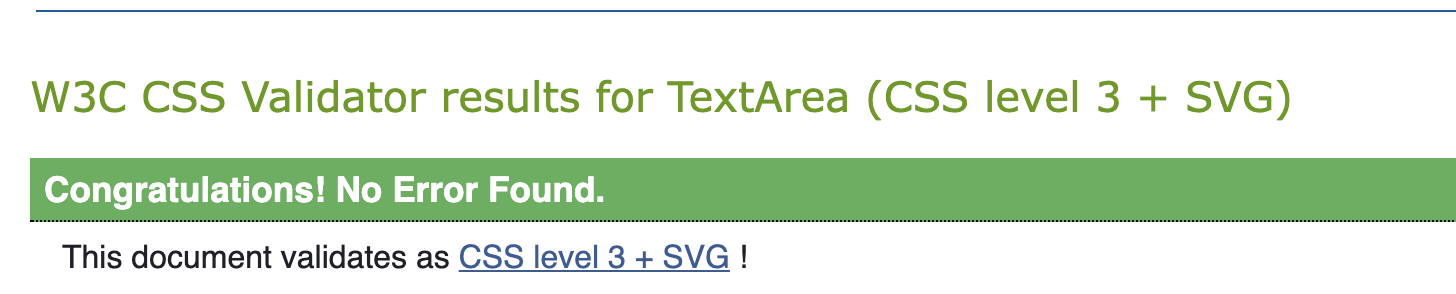 W3C CSS Validator results for TextArea (CSS level 3 + SVG)
Congratulations! No Error Found.
This document validates as CSS level 3 + SVG !